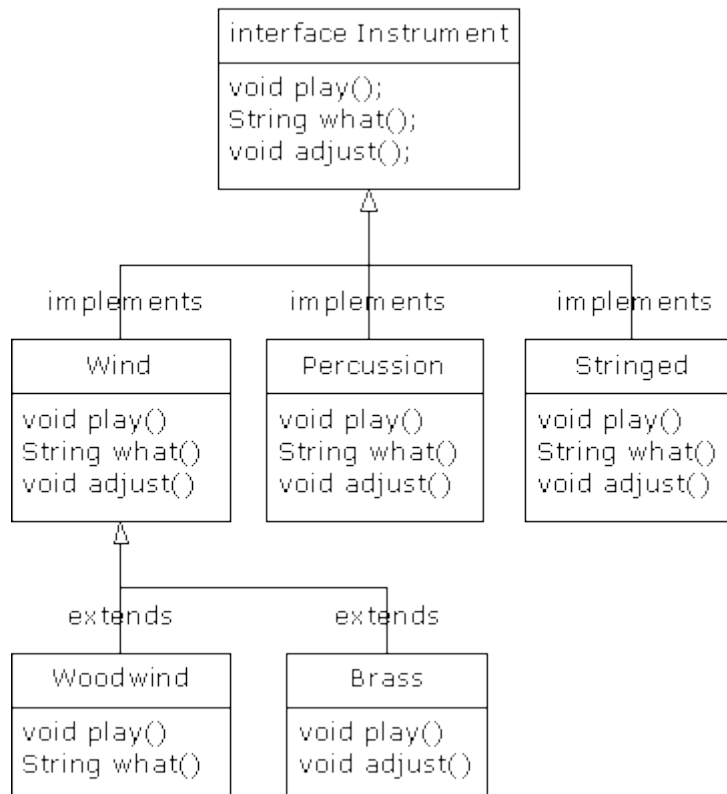 interface Instrument
void play();
String what();
void adjust();
implements
implements
implements
Wind
void play()
String what()
void adjust()
Percussion
void play()
String what()
void adjust()
Stringed
void play()
String what()
void adjust()
extends
extends
Woodwind
void play()
String what()
Brass
void play()
void adjust()